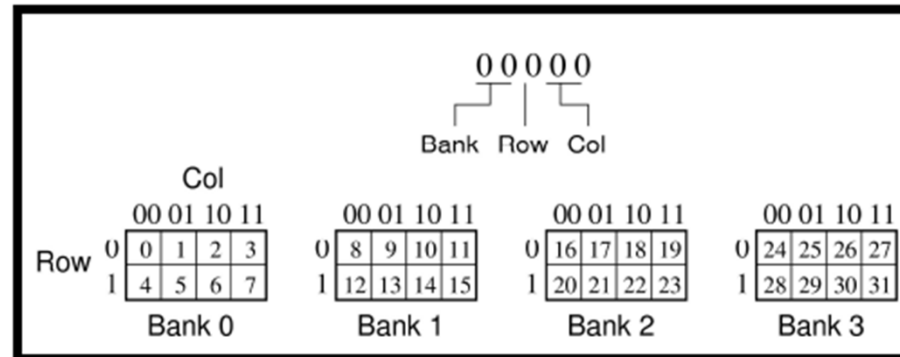 00000
Bank Row Col
Col
00 01 10 11 00 01 10 11 00 01 10 11 00 01 10 11
Row 0 0 1 2 3 0 8 9 10 11 0 16 17 18 19 0 24 25 26 27
1 4 5 6 7 1 12 13 14 15 1 20 21 22 23 1 28 29 30 31
Bank 0 Bank 1 Bank 2 Bank 3